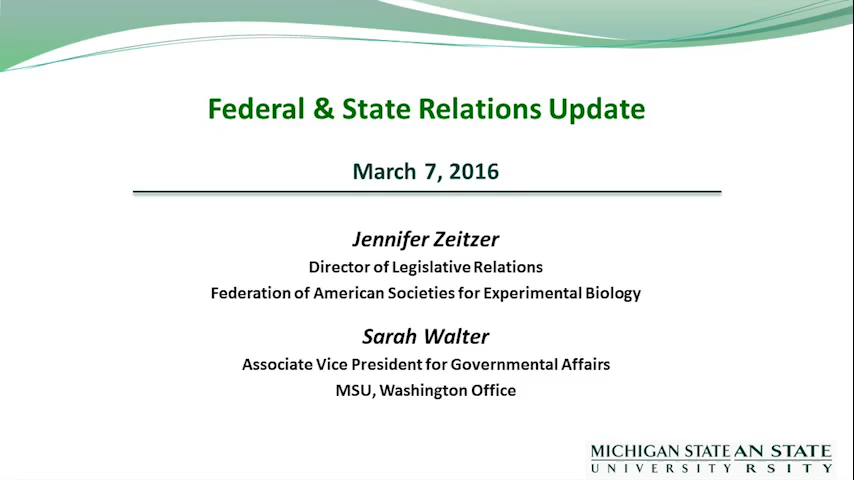 Federal & State Relations Update
March 7, 2016
Jennifer Zeitzer
Director of Legislative Relations
Federation of American Societies for Experimental Biology
Sarah Walter
Associate Vice President for Governmental Affairs
MSU, Washington Office
MICHIGAN STATE AN STATE
UNIVERSITY RSITY